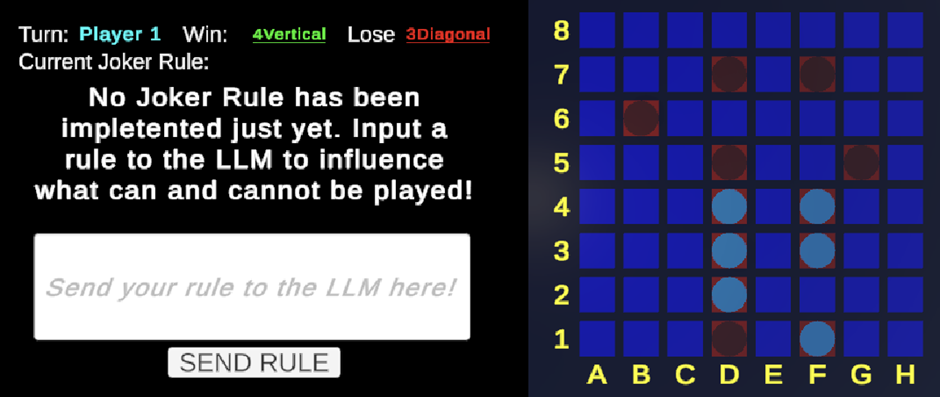 Turn: Player 1 Win: 4Vertical Lose 3Diagonal
Current Joker Rule:
No Joker Rule has been
impletented just yet. Input a
rule to the LLM to influence
what can and cannot be played!
Send your rule to the LLM here!
SEND RULE
8
7
6
5
4
3
2
1
A B C D E F G H